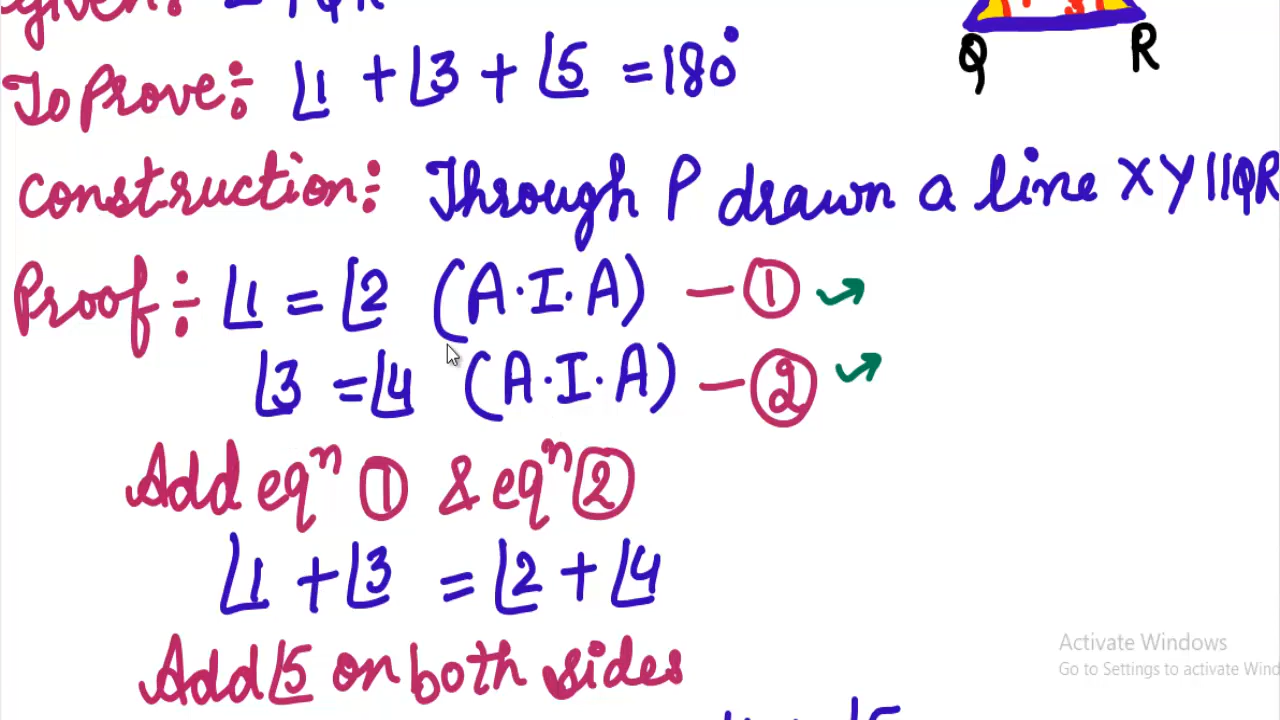 given: - PQR
Q R
To Prove:- ∠1 + ∠3 + ∠5 = 180°
construction:- Through P drawn a line XY||QR
Proof:- ∠1 = ∠2 (A.I.A) - ①
∠3 = ∠4 (A.I.A) - ②
Add eqⁿ ① & eqⁿ ②
∠1 + ∠3 = ∠2 + ∠4
Add ∠5 on both sides
Activate Windows
Go to Settings to activate Wind